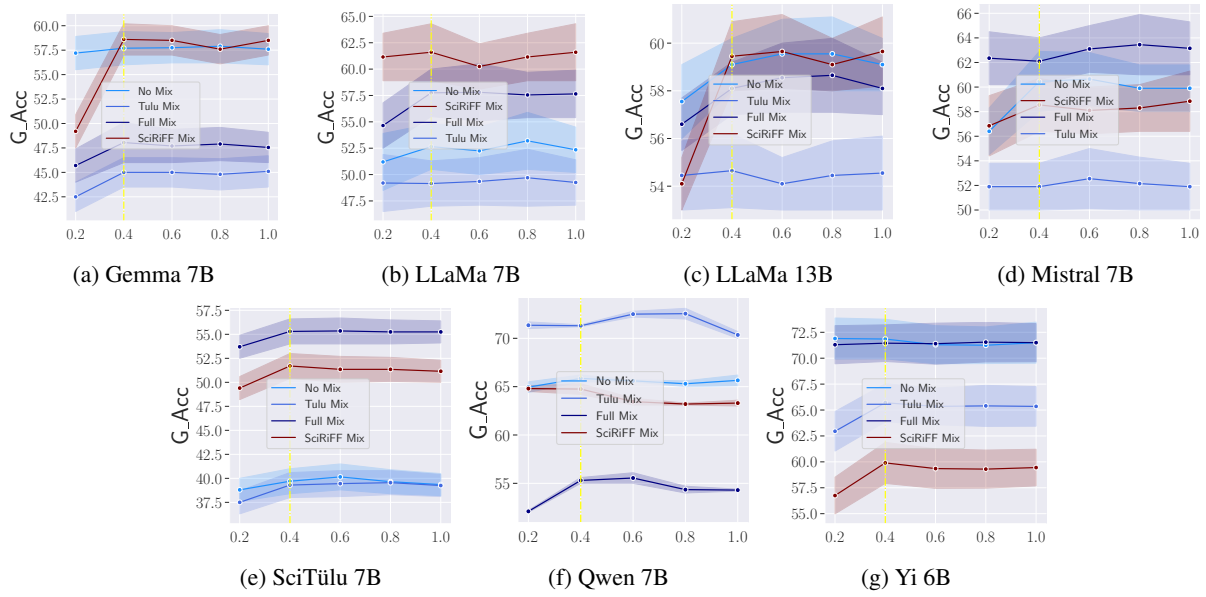 60.0
57.5
55.0
52.5
50.0
47.5
45.0
42.5
G_Acc
No Mix
Tulu Mix
Full Mix
SciRiFF Mix
0.2 0.4 0.6 0.8 1.0
(a) Gemma 7B
65.0
62.5
60.0
57.5
55.0
52.5
50.0
47.5
G_Acc
No Mix
SciRiFF Mix
Full Mix
Tulu Mix
0.2 0.4 0.6 0.8 1.0
(b) LLaMa 7B
60
58
56
54
G_Acc
No Mix
Tulu Mix
Full Mix
SciRiFF Mix
0.2 0.4 0.6 0.8 1.0
(c) LLaMa 13B
66
64
62
60
58
56
54
52
50
G_Acc
No Mix
SciRiFF Mix
Full Mix
Tulu Mix
0.2 0.4 0.6 0.8 1.0
(d) Mistral 7B
57.5
55.0
52.5
50.0
47.5
45.0
42.5
40.0
37.5
G_Acc
No Mix
Tulu Mix
Full Mix
SciRiFF Mix
0.2 0.4 0.6 0.8 1.0
(e) SciTülu 7B
70
65
60
55
G_Acc
No Mix
Tulu Mix
Full Mix
SciRiFF Mix
0.2 0.4 0.6 0.8 1.0
(f) Qwen 7B
72.5
70.0
67.5
65.0
62.5
60.0
57.5
55.0
G_Acc
No Mix
Tulu Mix
Full Mix
SciRiFF Mix
0.2 0.4 0.6 0.8 1.0
(g) Yi 6B